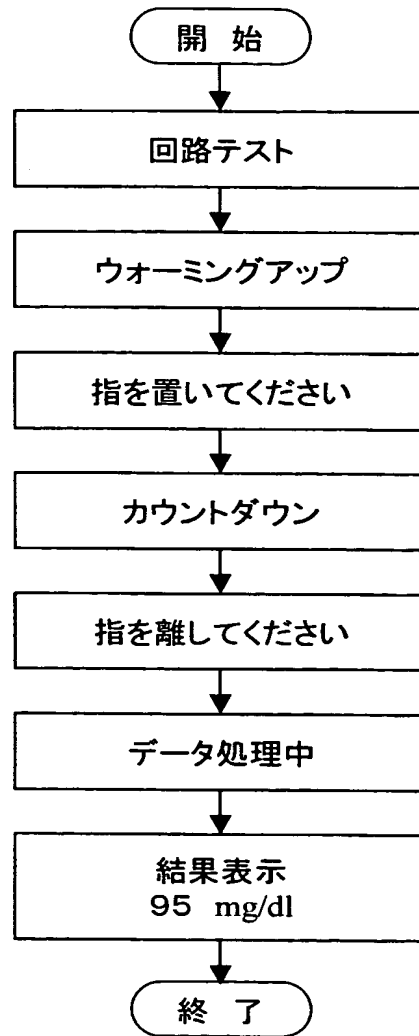 開 始
回路テスト
ウォーミングアップ
指を置いてください
カウントダウン
指を離してください
データ処理中
結果表示
95 mg/dl
終 了